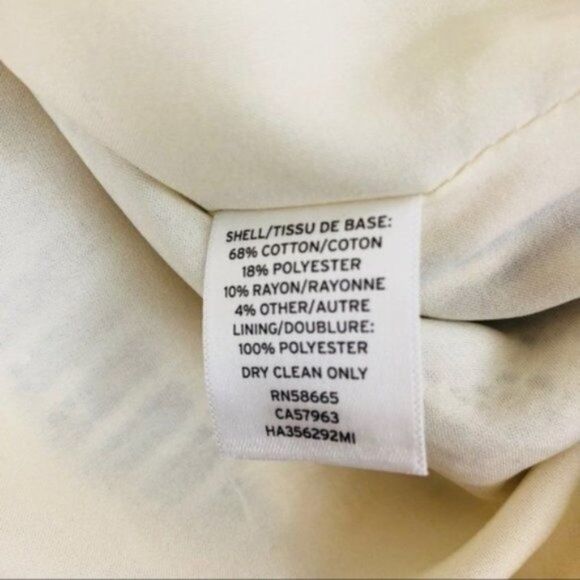 SHELL/TISSU DE BASE:
68% COTTON/COTON
18% POLYESTER
10% RAYON/RAYONNE
4% OTHER/AUTRE
LINING/DOUBLURE:
100% POLYESTER
DRY CLEAN ONLY
RN58665
CA57963
HA356292MI